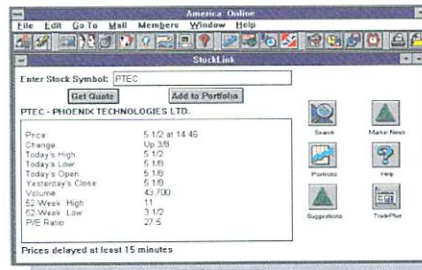 America Online
File Edit Go To Mail Members Window Help
StockLink
Enter Stock Symbol: PTEC
Get Quote Add to Portfolio
PTEC - PHOENIX TECHNOLOGIES LTD.
Price 5 1/2 at 14:46
Change Up 3/8
Today's High 5 1/2
Today's Low 5 1/8
Today's Open 5 1/8
Yesterday's Close 5 1/8
Volume 43,700
52-Week High 11
52-Week Low 3 1/2
P/E Ratio 27.5
Search Market News
Portfolio Help
Suggestions TradePlus
Prices delayed at least 15 minutes